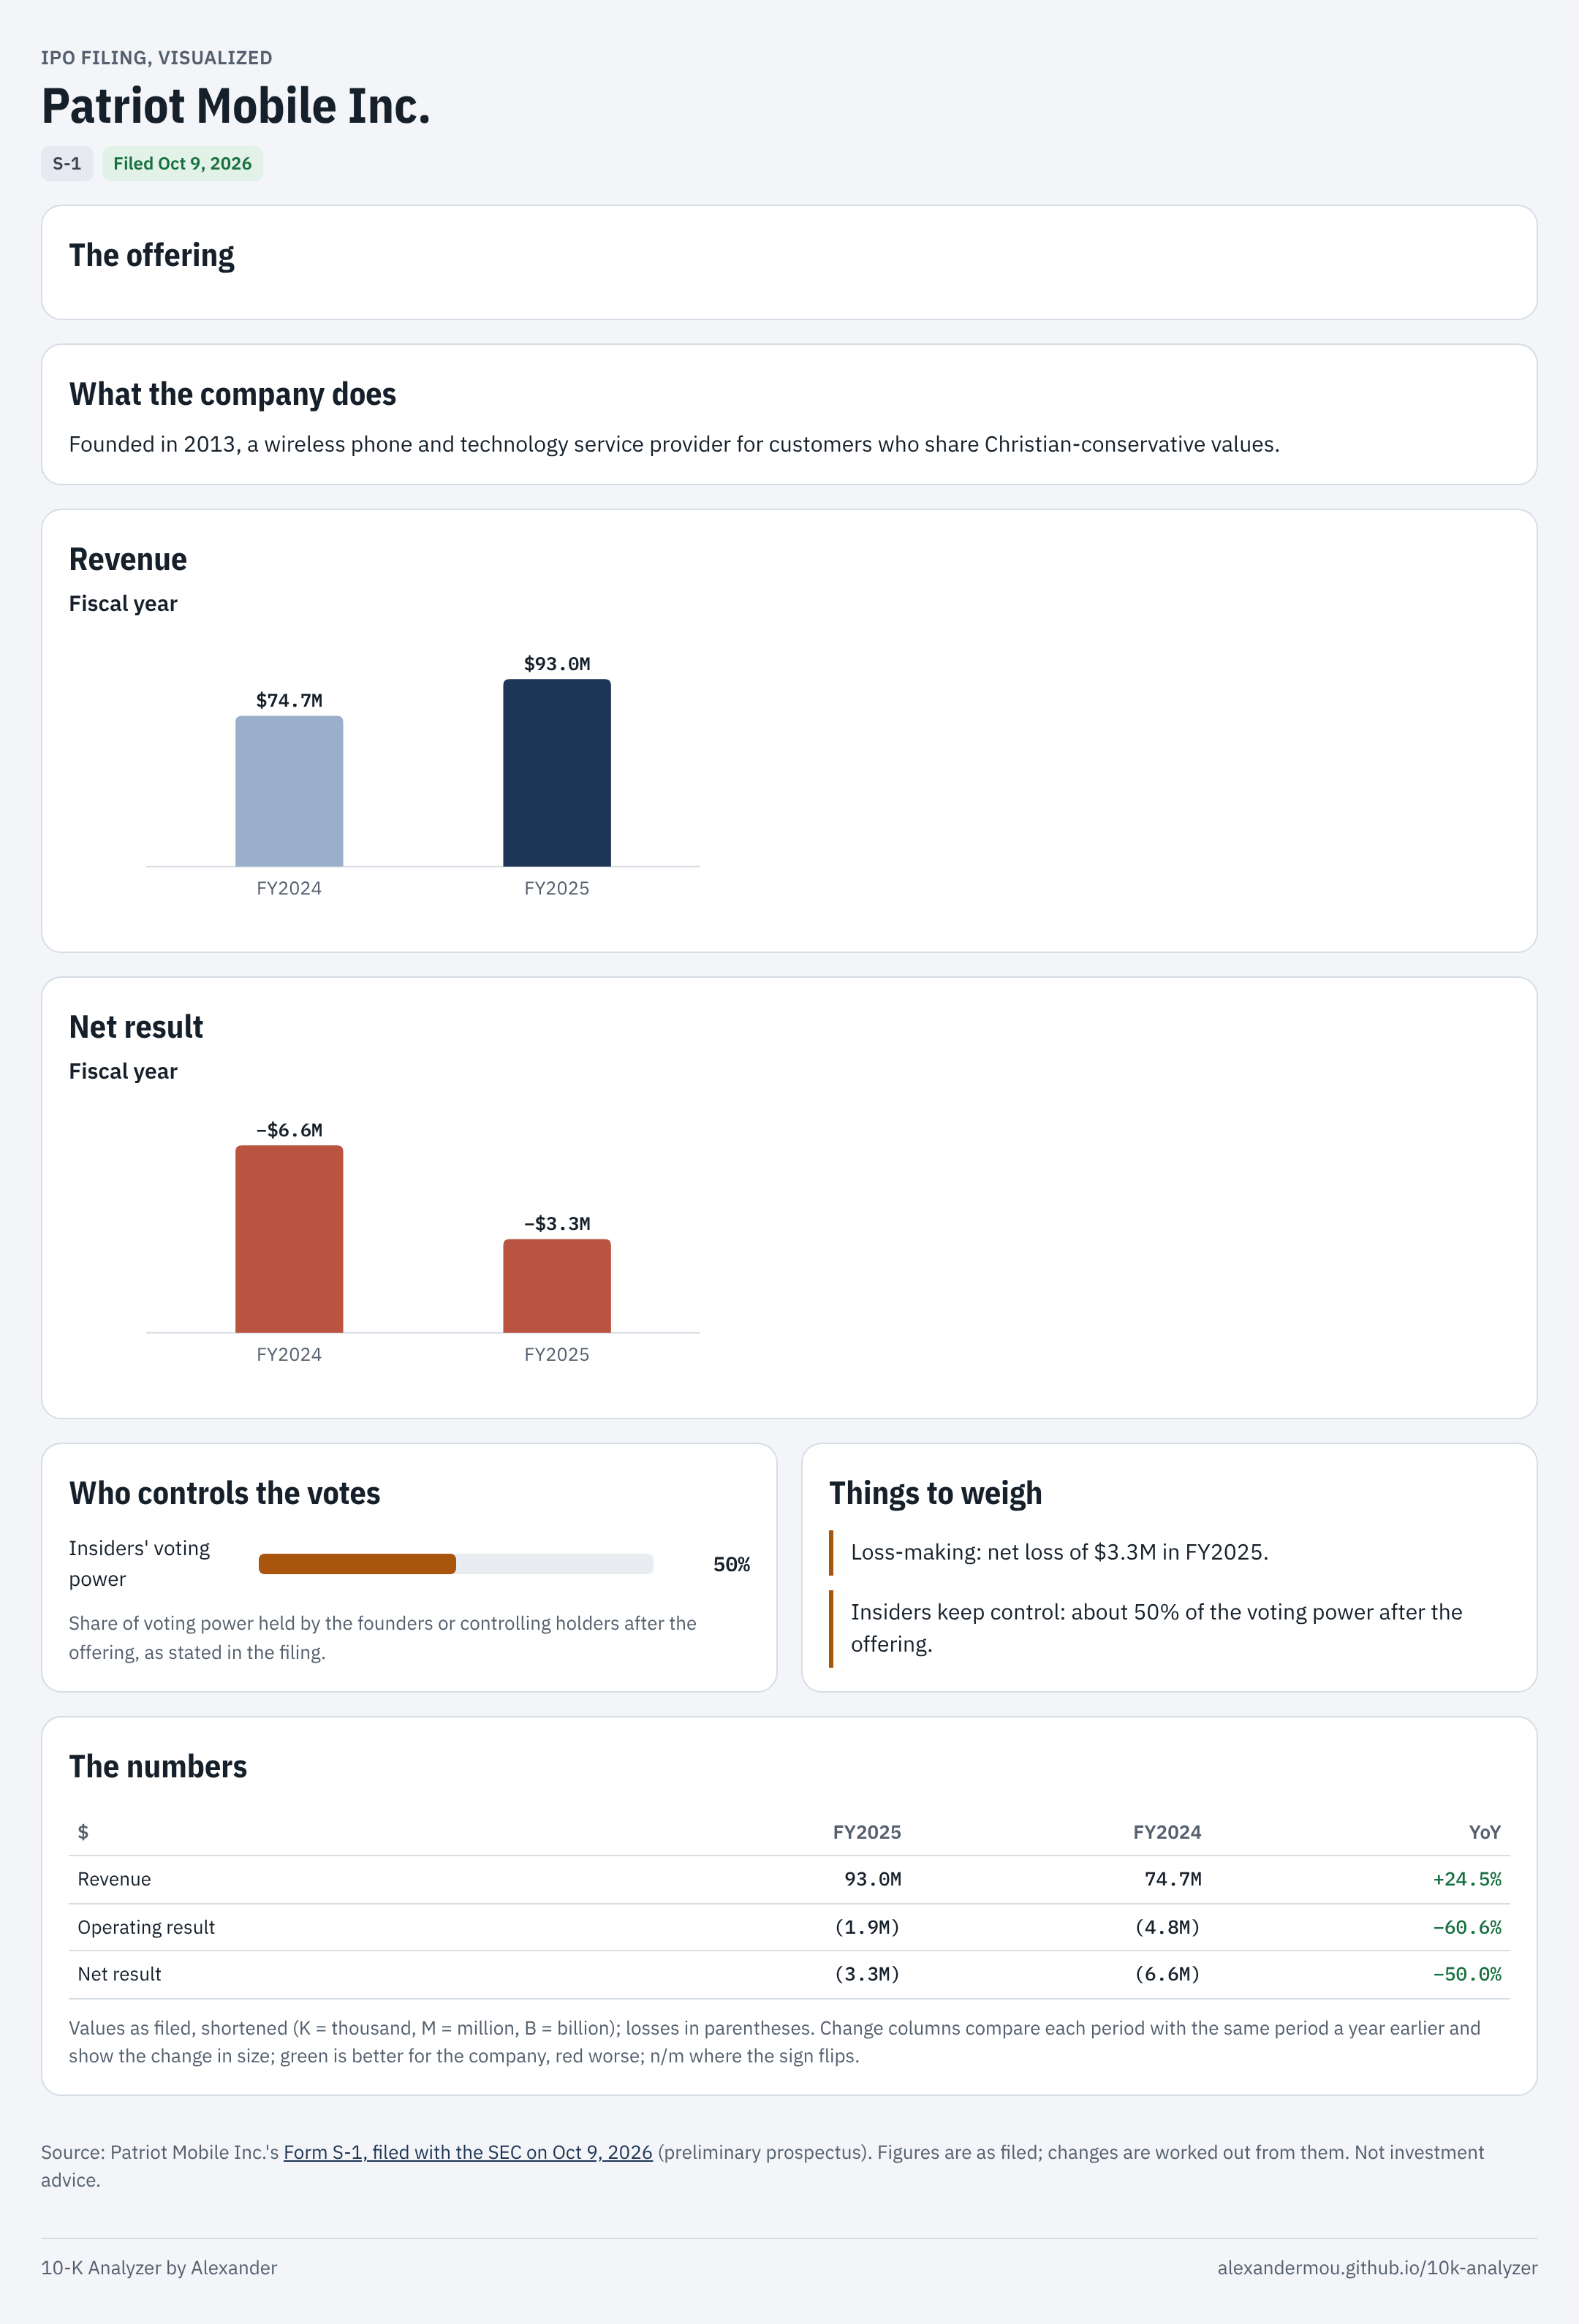 IPO FILING, VISUALIZED
Patriot Mobile Inc.
S-1
Filed Oct 9, 2026
The offering
What the company does
Founded in 2013, a wireless phone and technology service provider for customers who share Christian-conservative values.
Revenue
Fiscal year
$74.7M
$93.0M
FY2024
FY2025
Net result
Fiscal year
−$6.6M
−$3.3M
FY2024
FY2025
Who controls the votes
Insiders' voting
power
50%
Share of voting power held by the founders or controlling holders after the
offering, as stated in the filing.
Things to weigh
Loss-making: net loss of $3.3M in FY2025.
Insiders keep control: about 50% of the voting power after the
offering.
The numbers
$ FY2025 FY2024 YoY
Revenue 93.0M 74.7M +24.5%
Operating result (1.9M) (4.8M) −60.6%
Net result (3.3M) (6.6M) −50.0%
Values as filed, shortened (K = thousand, M = million, B = billion); losses in parentheses. Change columns compare each period with the same period a year earlier and
show the change in size; green is better for the company, red worse; n/m where the sign flips.
Source: Patriot Mobile Inc.'s Form S-1, filed with the SEC on Oct 9, 2026 (preliminary prospectus). Figures are as filed; changes are worked out from them. Not investment
advice.
10-K Analyzer by Alexander
alexandermou.github.io/10k-analyzer